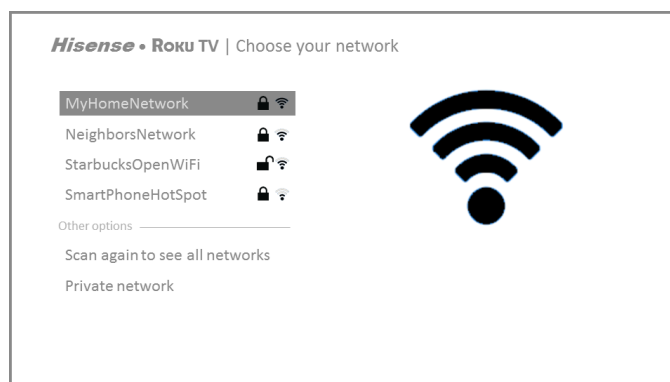 Hisense • ROKU TV | Choose your network
MyHomeNetwork
NeighborsNetwork
StarbucksOpenWiFi
SmartPhoneHotSpot
Other options
Scan again to see all networks
Private network